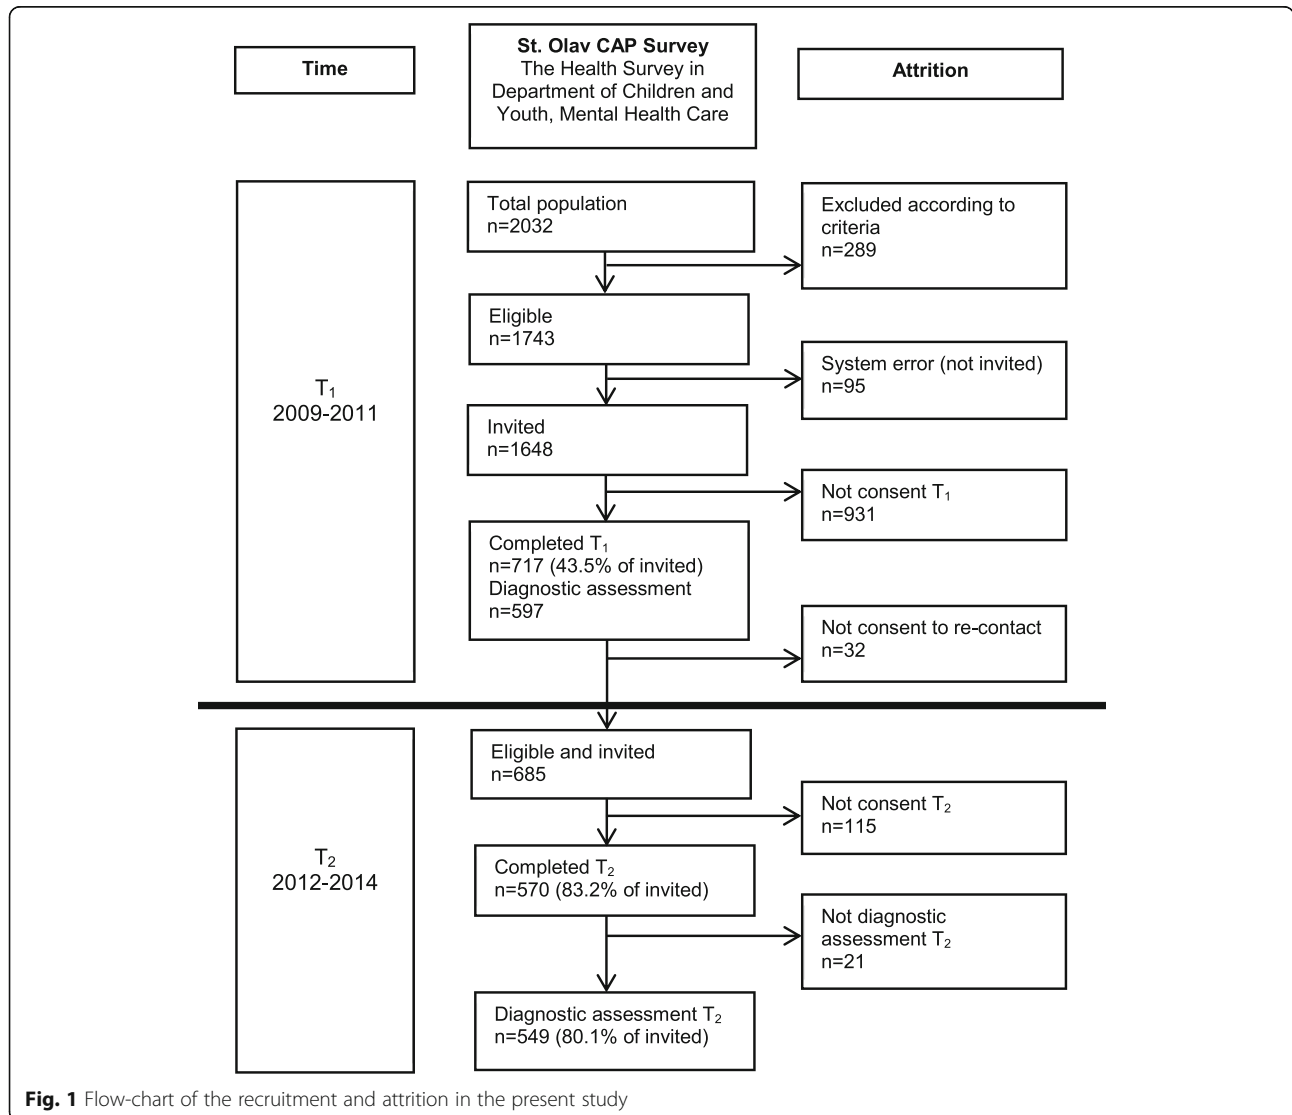 Time
St. Olav CAP Survey
The Health Survey in
Department of Children and
Youth, Mental Health Care
Attrition
T₁
2009-2011
Total population
n=2032
Excluded according to
criteria
n=289
Eligible
n=1743
System error (not invited)
n=95
Invited
n=1648
Not consent T₁
n=931
Completed T₁
n=717 (43.5% of invited)
Diagnostic assessment
n=597
Not consent to re-contact
n=32
T₂
2012-2014
Eligible and invited
n=685
Not consent T₂
n=115
Completed T₂
n=570 (83.2% of invited)
Not diagnostic
assessment T₂
n=21
Diagnostic assessment T₂
n=549 (80.1% of invited)
Fig. 1 Flow-chart of the recruitment and attrition in the present study